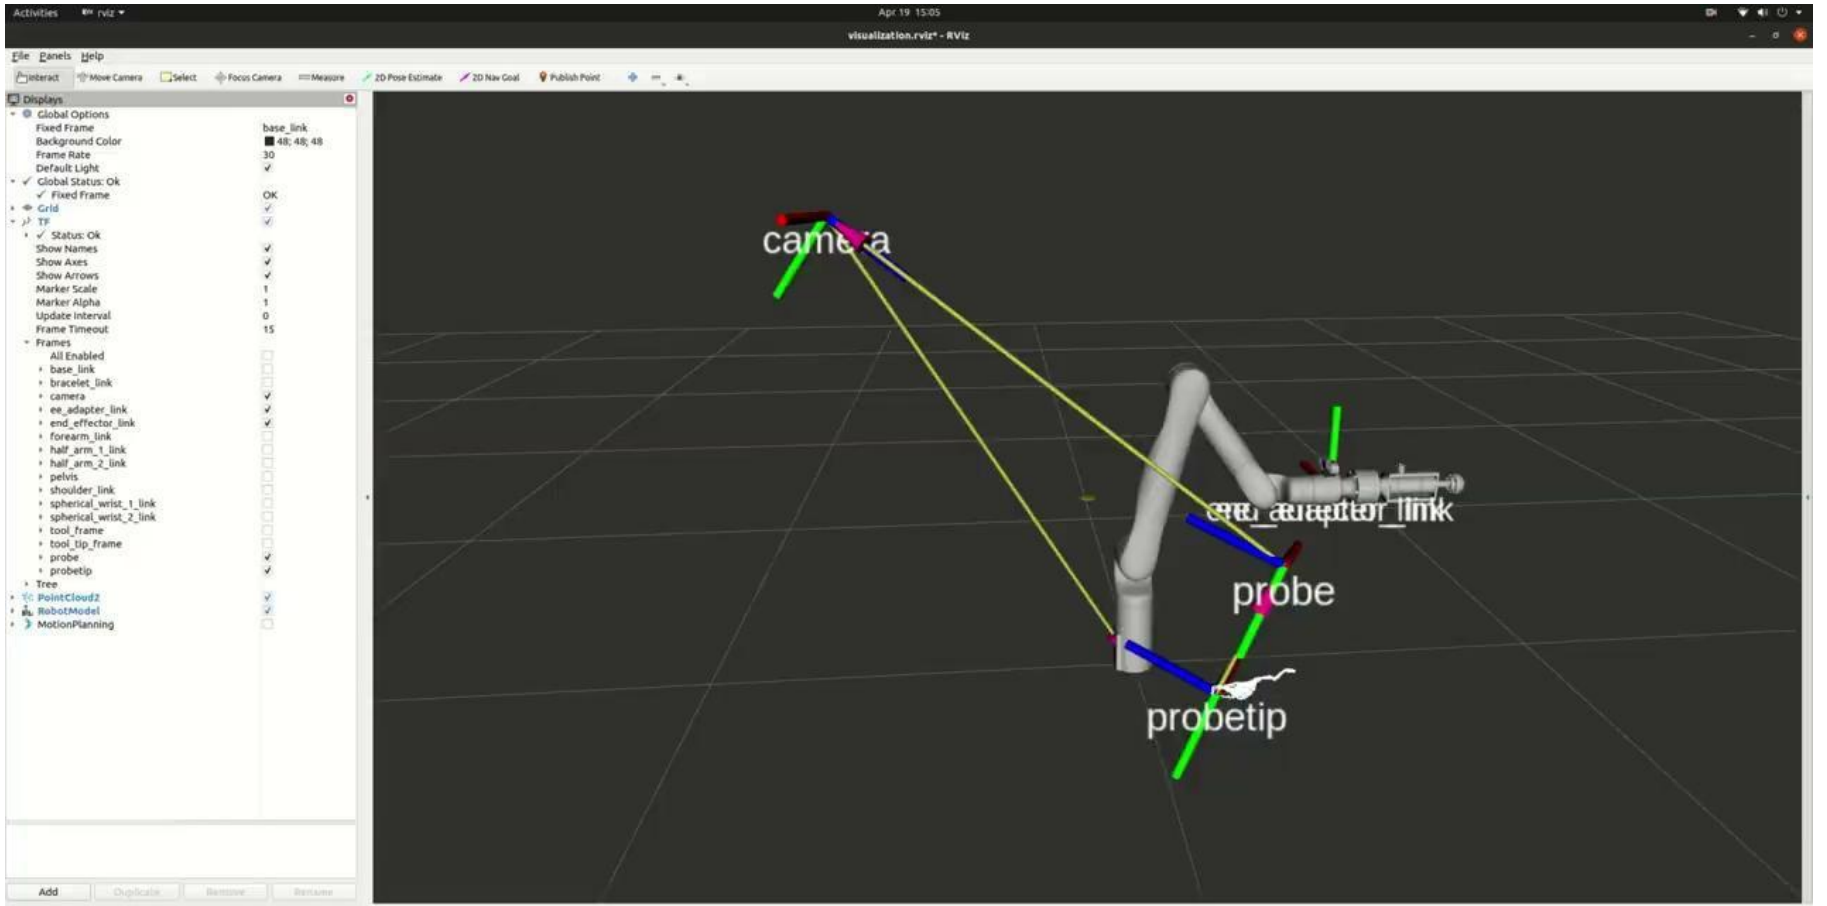 Activities rviz Apr 19 15:05
visualization.rviz* - RViz
File Panels Help
Interact Move Camera Select Focus Camera Measure 2D Pose Estimate 2D Nav Goal Publish Point
Displays
Global Options
Fixed Frame base_link
Background Color 48; 48; 48
Frame Rate 30
Default Light
Global Status: Ok
Fixed Frame OK
Grid
TF
Status: Ok
Show Names
Show Axes
Show Arrows
Marker Scale 1
Marker Alpha 1
Update Interval 0
Frame Timeout 15
Frames
All Enabled
base_link
bracelet_link
camera
ee_adapter_link
end_effector_link
forearm_link
half_arm_1_link
half_arm_2_link
pelvis
shoulder_link
spherical_wrist_1_link
spherical_wrist_2_link
tool_frame
tool_tip_frame
probe
probetip
Tree
PointCloud2
RobotModel
MotionPlanning
Add Duplicate Remove Rename
camera
probe
probetip